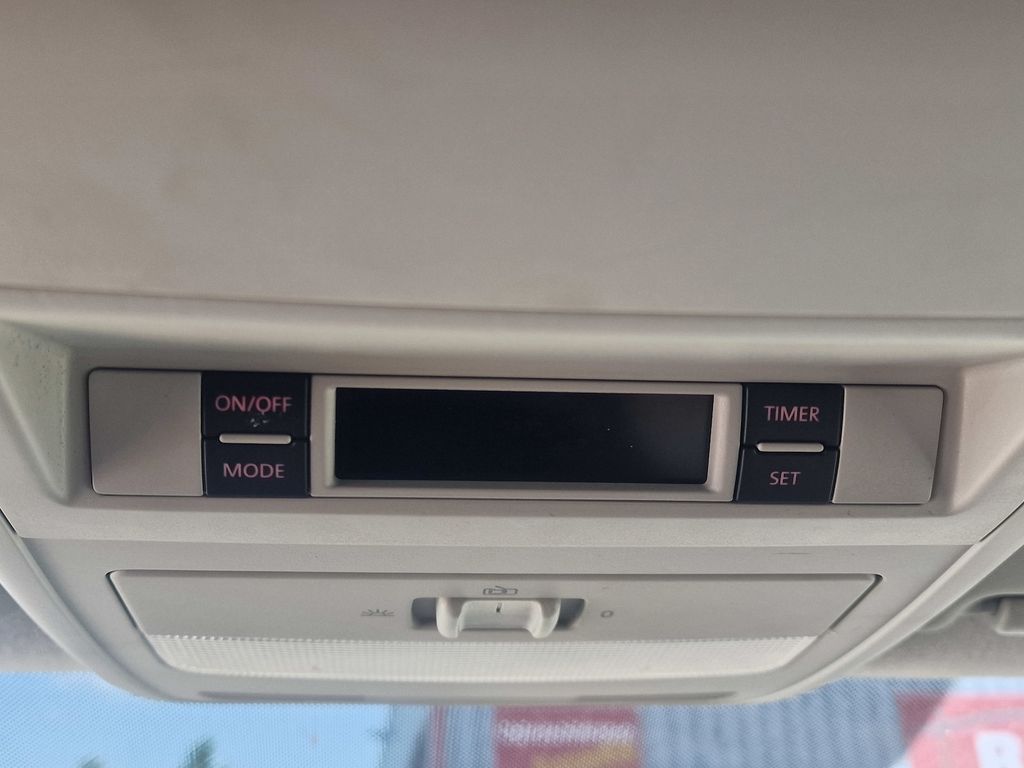 ON/OFF
MODE
TIMER
SET
O